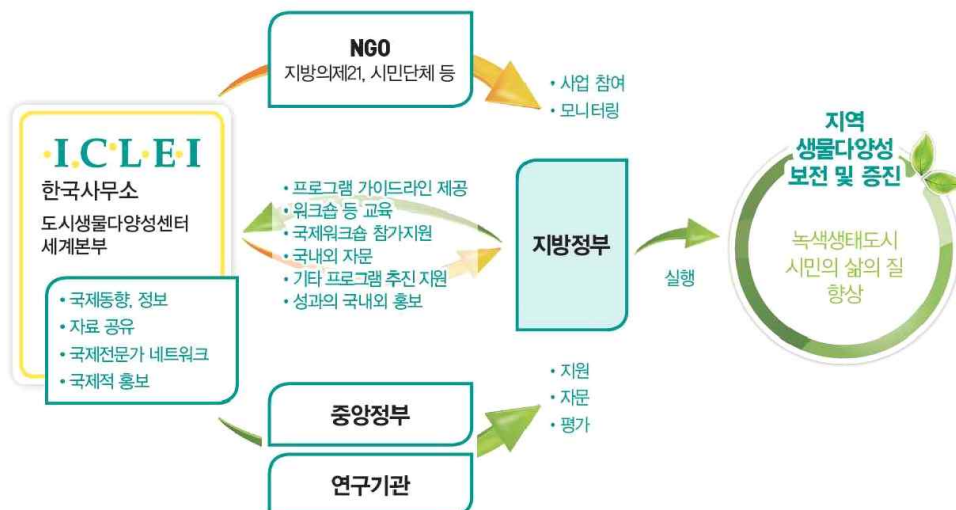 NGO
지방의제21, 시민단체 등
• 사업 참여
• 모니터링
I.C.L.E.I
한국사무소
도시생물다양성센터
세계본부
• 국제동향, 정보
• 자료 공유
• 국제전문가 네트워크
• 국제적 홍보
• 프로그램 가이드라인 제공
• 워크숍 등 교육
• 국제워크숍 참가지원
• 국내외 자문
• 기타 프로그램 추진 지원
• 성과의 국내외 홍보
지방정부
실행
지역
생물다양성
보전 및 증진
녹색생태도시
시민의 삶의 질
향상
중앙정부
연구기관
• 지원
• 자문
• 평가